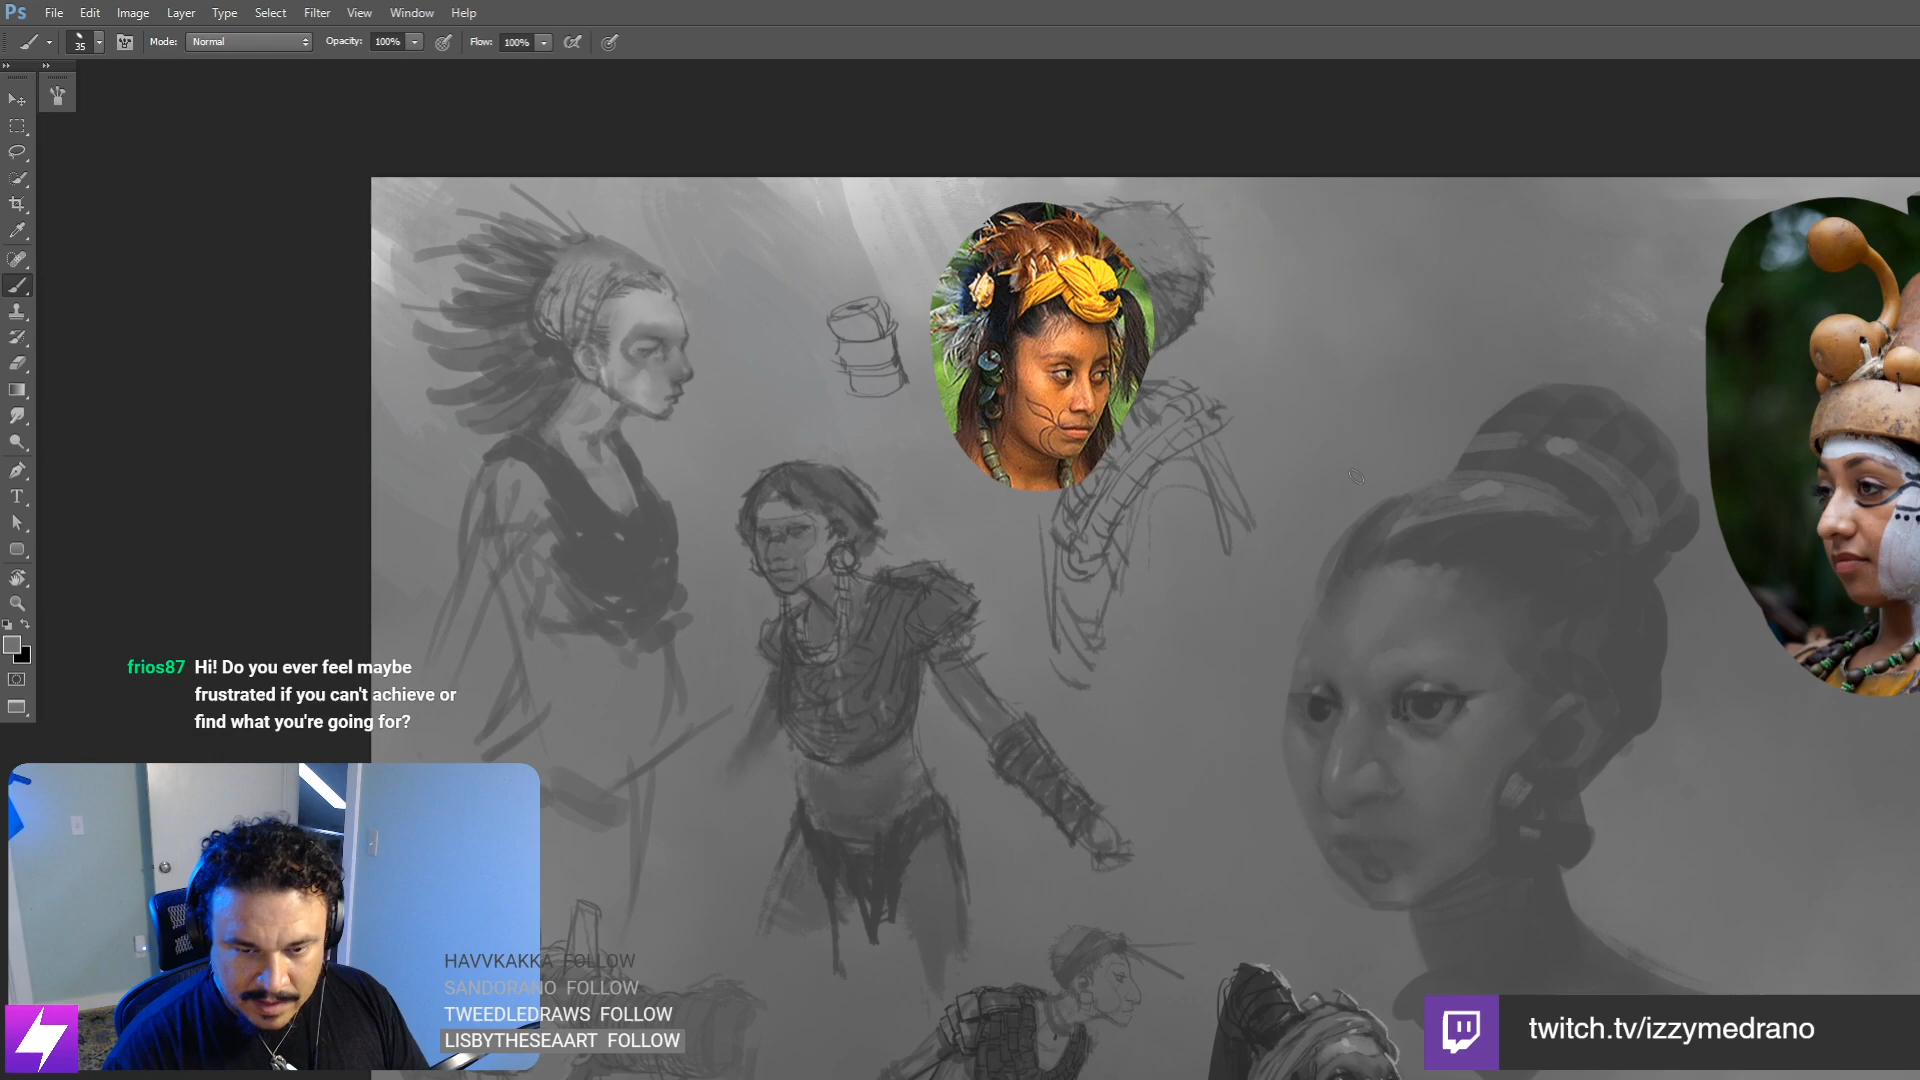 Ps File Edit Image Layer Type Select Filter View Window Help
35 Mode: Normal Opacity: 100% Flow: 100%
T
frios87 Hi! Do you ever feel maybe
frustrated if you can't achieve or
find what you're going for?
HAVVKAKKA FOLLOW
SANDORANO FOLLOW
TWEEDLEDRAWS FOLLOW
LISBYTHESEAART FOLLOW
twitch.tv/izzymedrano